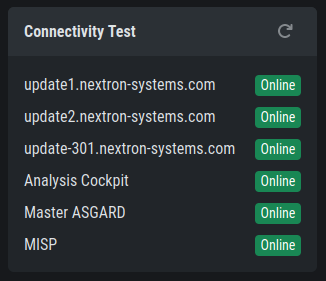 Connectivity Test
update1.nextron-systems.com Online
update2.nextron-systems.com Online
update-301.nextron-systems.com Online
Analysis Cockpit Online
Master ASGARD Online
MISP Online